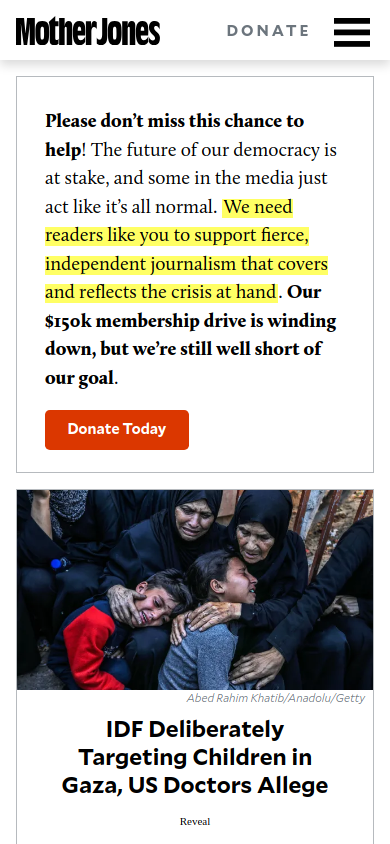 Mother Jones
DONATE
Please don’t miss this chance to
help! The future of our democracy is
at stake, and some in the media just
act like it’s all normal. We need
readers like you to support fierce,
independent journalism that covers
and reflects the crisis at hand. Our
$150k membership drive is winding
down, but we’re still well short of
our goal.
Donate Today
Abed Rahim Khatib/Anadolu/Getty
IDF Deliberately
Targeting Children in
Gaza, US Doctors Allege
Reveal